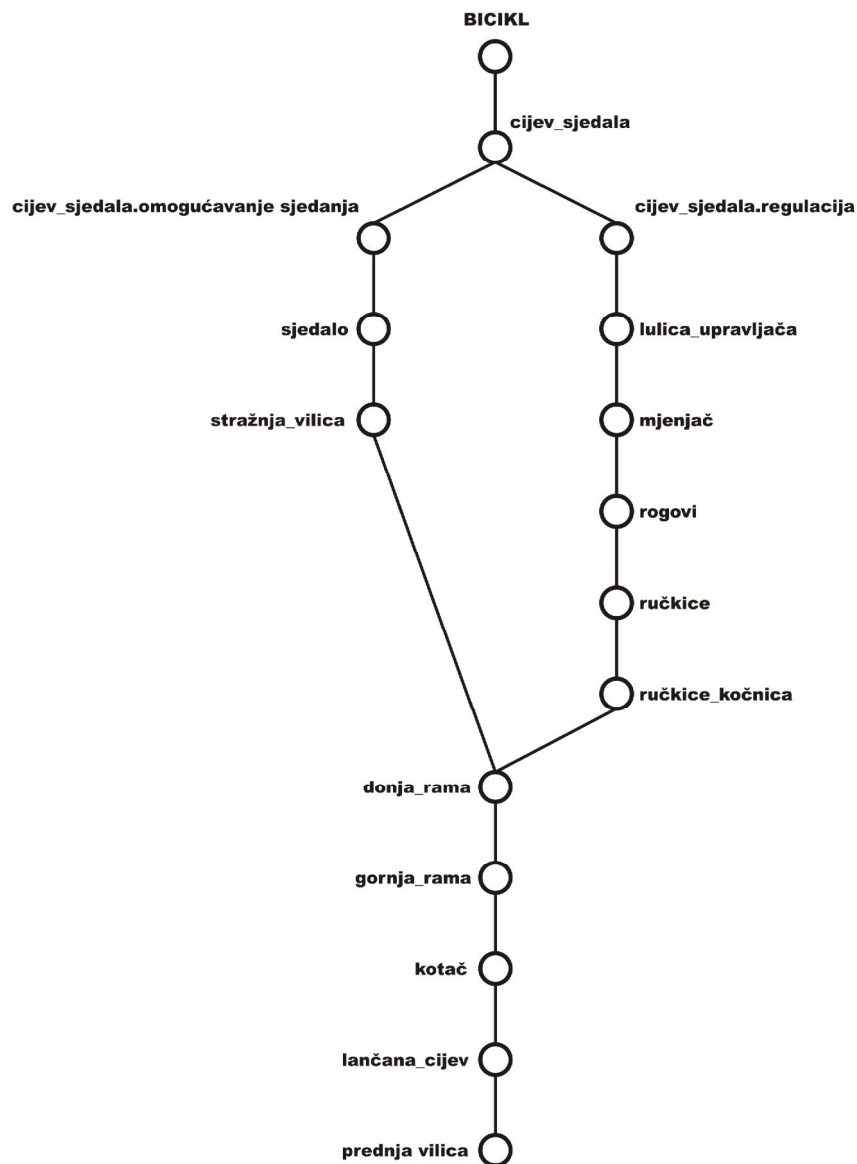 BICIKL
cijev_sjedala
cijev_sjedala.omogućavanje sjedanja
cijev_sjedala.regulacija
sjedalo
lulica_upravljača
stražnja_vilica
mjenjač
rogovi
ručkice
ručkice_kočnica
donja_rama
gornja_rama
kotač
lančana_cijev
prednja vilica